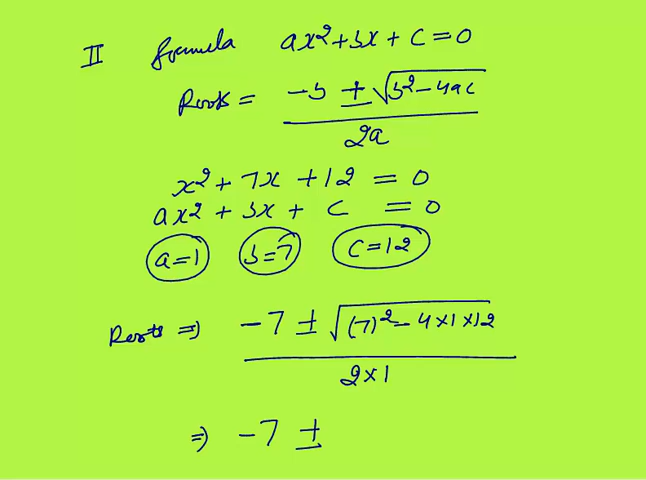 II formula ax²+bx+c=0
Roots = -b ± √b²-4ac
2a
x²+7x+12=0
ax²+bx+c=0
a=1 b=7 c=12
Roots ⇒ -7 ± √(7)²-4×1×12
2×1
⇒ -7 ±